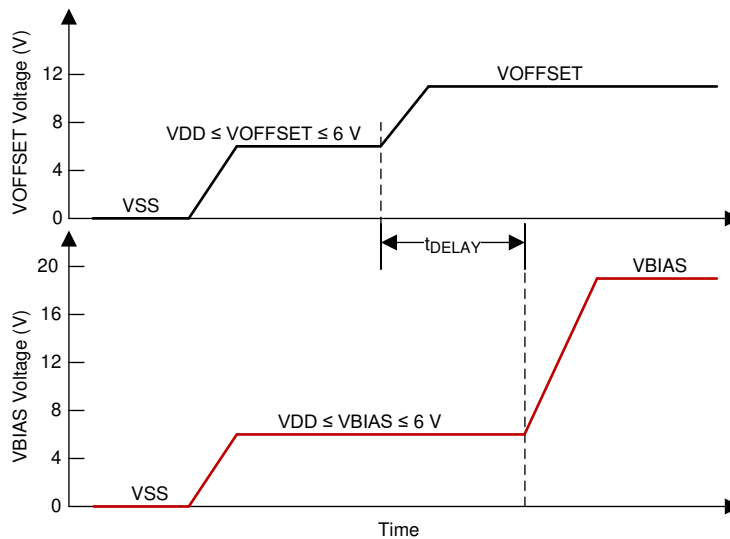 VOFFSET Voltage (V)
12
8
4
0
VSS
VDD ≤ VOFFSET ≤ 6 V
VOFFSET
tDELAY
VBIAS Voltage (V)
20
16
12
8
4
0
VSS
VDD ≤ VBIAS ≤ 6 V
VBIAS
Time